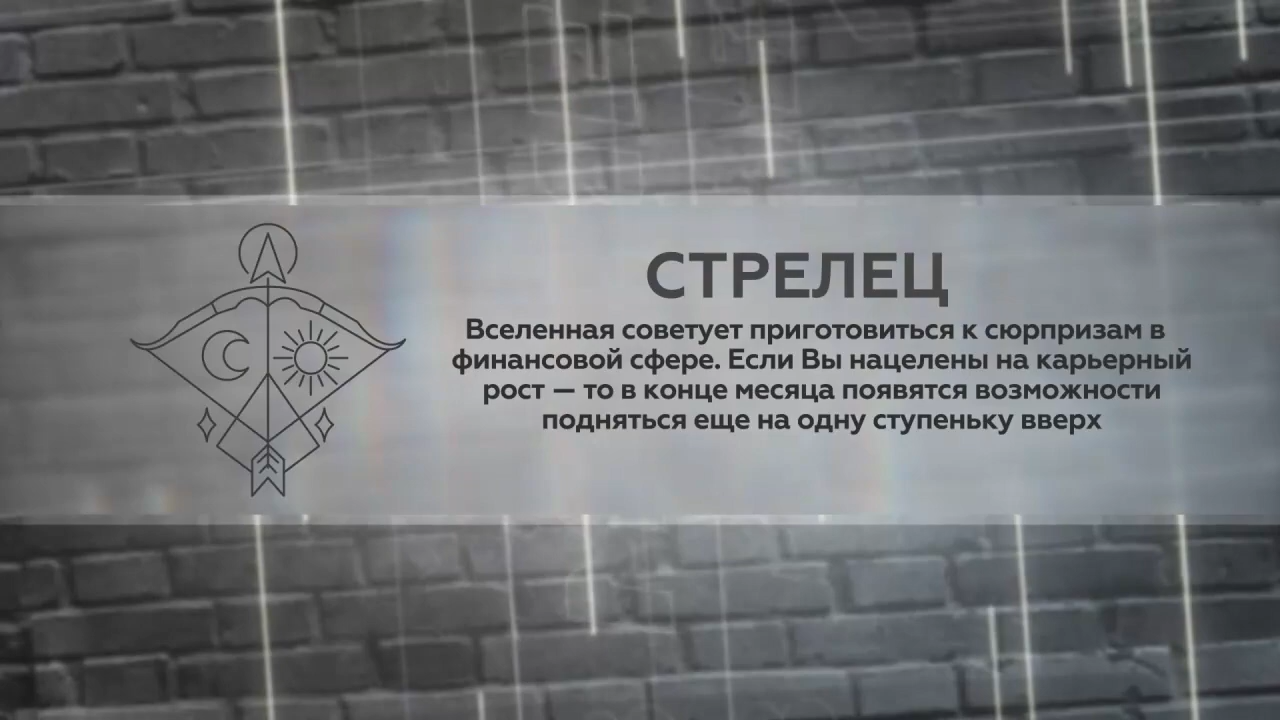 СТРЕЛЕЦ
Вселенная советует приготовиться к сюрпризам в
финансовой сфере. Если Вы нацелены на карьерный
рост — то в конце месяца появятся возможности
подняться еще на одну ступеньку вверх